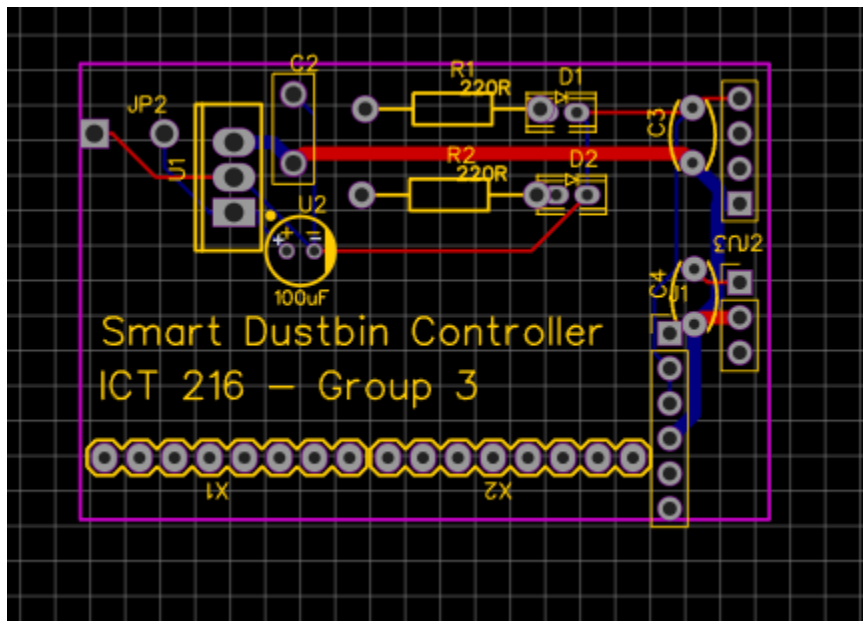 C2
R1
220R
D1
JP2
C3
U1
R2
220R
D2
U2
+ + −
100uF
C4
J1
Smart Dustbin Controller
ICT 216 – Group 3
X1
X2